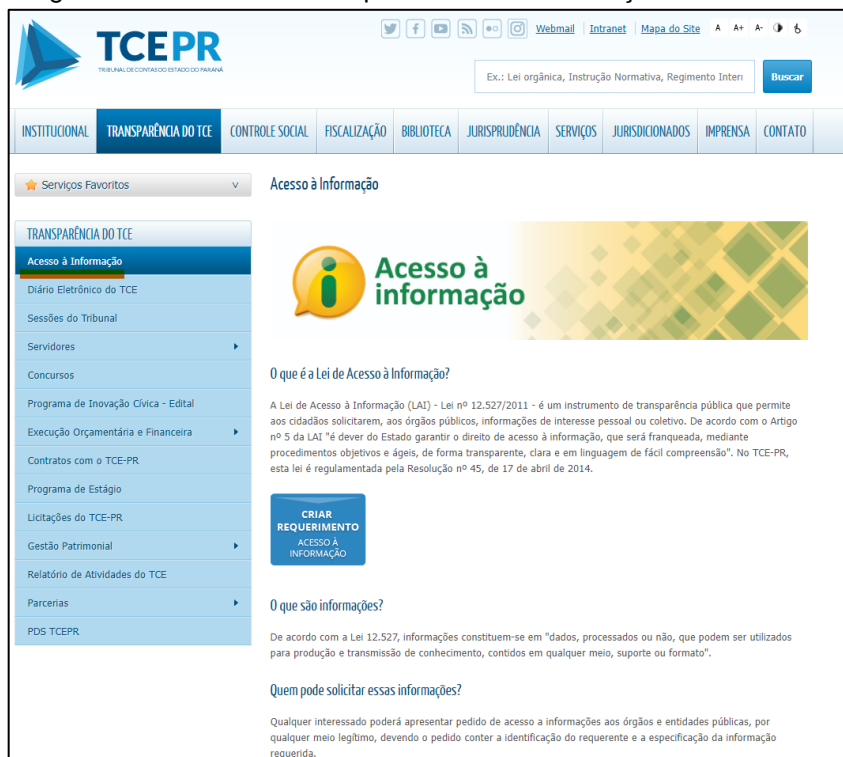 TCEPR
TRIBUNAL DE CONTAS DO ESTADO DO PARANÁ
Webmail Intranet Mapa do Site A A+ A-
Ex.: Lei orgânica, Instrução Normativa, Regimento Inter
Buscar
INSTITUCIONAL TRANSPARÊNCIA DO TCE CONTROLE SOCIAL FISCALIZAÇÃO BIBLIOTECA JURISPRUDÊNCIA SERVIÇOS JURISDICIONADOS IMPRENSA CONTATO
Serviços Favoritos
TRANSPARÊNCIA DO TCE
Acesso à Informação
Diário Eletrônico do TCE
Sessões do Tribunal
Servidores
Concursos
Programa de Inovação Cívica - Edital
Execução Orçamentária e Financeira
Contratos com o TCE-PR
Programa de Estágio
Licitações do TCE-PR
Gestão Patrimonial
Relatório de Atividades do TCE
Parcerias
PDS TCEPR
Acesso à Informação
Acesso à
informação
O que é a Lei de Acesso à Informação?
A Lei de Acesso à Informação (LAI) - Lei nº 12.527/2011 - é um instrumento de transparência pública que permite
aos cidadãos solicitarem, aos órgãos públicos, informações de interesse pessoal ou coletivo. De acordo com o Artigo
nº 5 da LAI "é dever do Estado garantir o direito de acesso à informação, que será franqueada, mediante
procedimentos objetivos e ágeis, de forma transparente, clara e em linguagem de fácil compreensão". No TCE-PR,
esta lei é regulamentada pela Resolução nº 45, de 17 de abril de 2014.
CRIAR
REQUERIMENTO
ACESSO À
INFORMAÇÃO
O que são informações?
De acordo com a Lei 12.527, informações constituem-se em "dados, processados ou não, que podem ser utilizados
para produção e transmissão de conhecimento, contidos em qualquer meio, suporte ou formato".
Quem pode solicitar essas informações?
Qualquer interessado poderá apresentar pedido de acesso a informações aos órgãos e entidades públicas, por
qualquer meio legítimo, devendo o pedido conter a identificação do requerente e a especificação da informação
requerida.